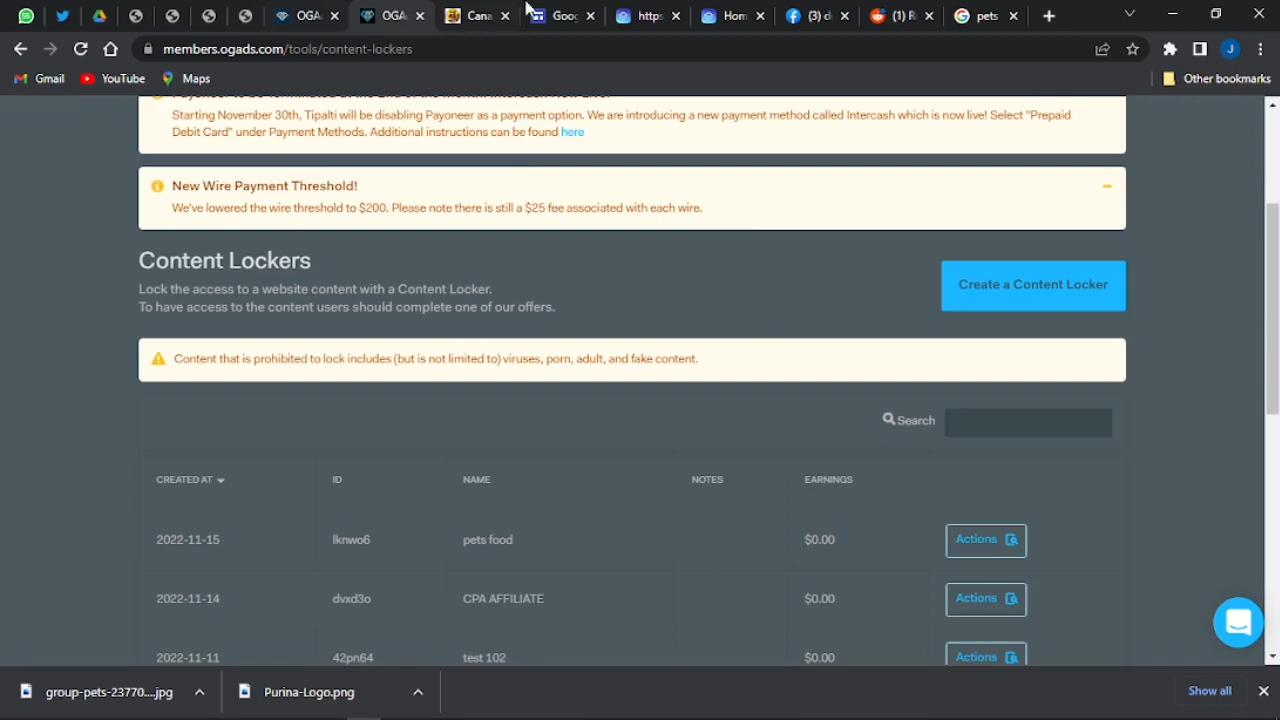 OGA
OGA
Cana
Goog
https
Hom
(3) d
(1) R
pets
members.ogads.com/tools/content-lockers
J
Gmail
YouTube
Maps
Other bookmarks
Starting November 30th, Tipalti will be disabling Payoneer as a payment option. We are introducing a new payment method called Intercash which is now live! Select "Prepaid
Debit Card" under Payment Methods. Additional instructions can be found here
New Wire Payment Threshold!
We've lowered the wire threshold to $200. Please note there is still a $25 fee associated with each wire.
Content Lockers
Lock the access to a website content with a Content Locker.
To have access to the content users should complete one of our offers.
Create a Content Locker
Content that is prohibited to lock includes (but is not limited to) viruses, porn, adult, and fake content.
Search
CREATED AT ID NAME NOTES EARNINGS
2022-11-15 lknwo6 pets food $0.00 Actions
2022-11-14 dvxd3o CPA AFFILIATE $0.00 Actions
2022-11-11 42pn64 test 102 $0.00 Actions
group-pets-23770....jpg
Purina-Logo.png
Show all